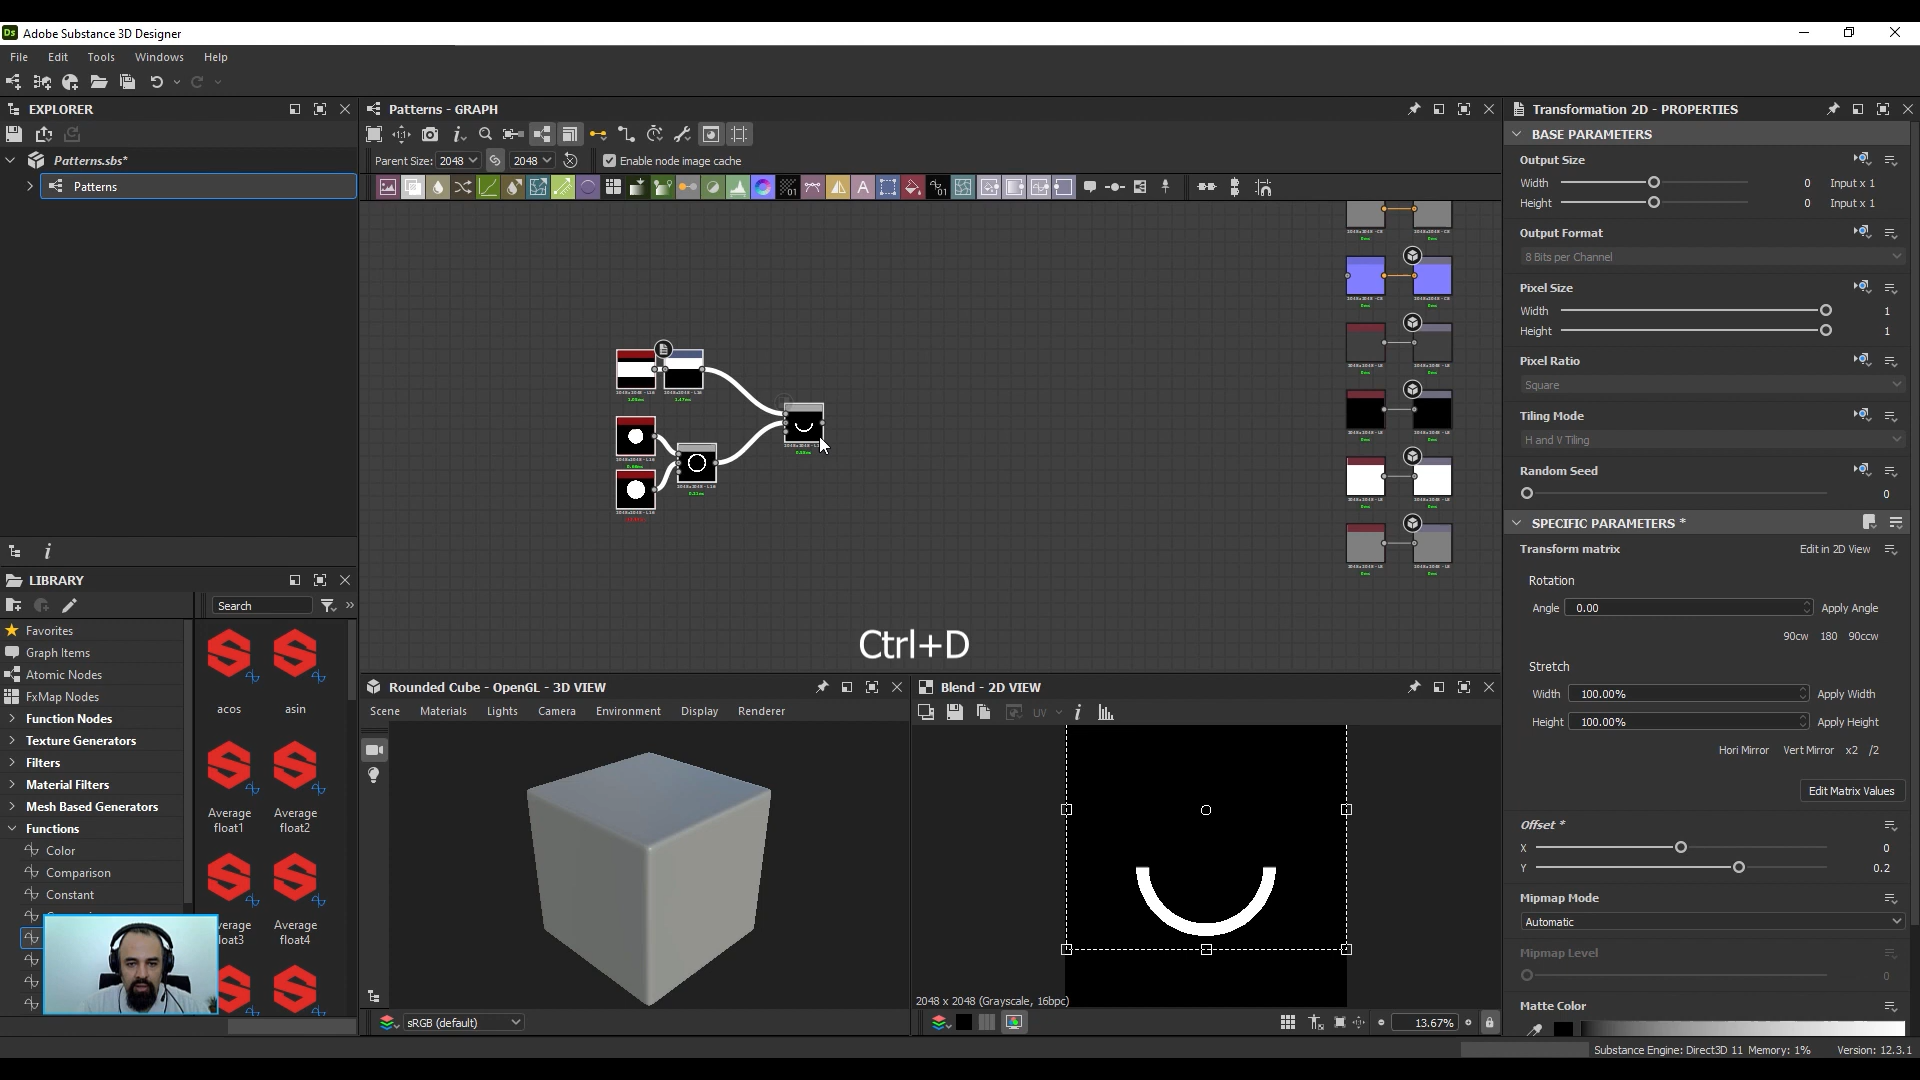 Ds Adobe Substance 3D Designer
File Edit Tools Windows Help
EXPLORER
Patterns.sbs*
Patterns
Patterns - GRAPH
Parent Size: 2048 2048 Enable node image cache
Ctrl+D
LIBRARY
Search
Favorites
Graph Items
Atomic Nodes
FxMap Nodes
Function Nodes
Texture Generators
Filters
Material Filters
Mesh Based Generators
Functions
Color
Comparison
Constant
acos asin
Average float1
Average float2
Average float4
Rounded Cube - OpenGL - 3D VIEW
Scene Materials Lights Camera Environment Display Renderer
sRGB (default)
Blend - 2D VIEW
UV
2048 x 2048 (Grayscale, 16bpc)
13.67%
Transformation 2D - PROPERTIES
BASE PARAMETERS
Output Size
Width 0 Input x 1
Height 0 Input x 1
Output Format
8 Bits per Channel
Pixel Size
Width 1
Height 1
Pixel Ratio
Square
Tiling Mode
H and V Tiling
Random Seed
0
SPECIFIC PARAMETERS *
Transform matrix Edit in 2D View
Rotation
Angle 0.00 Apply Angle
90cw 180 90ccw
Stretch
Width 100.00% Apply Width
Height 100.00% Apply Height
Hori Mirror Vert Mirror x2 /2
Edit Matrix Values
Offset *
X 0
Y 0.2
Mipmap Mode
Automatic
Mipmap Level
0
Matte Color
Substance Engine: Direct3D 11 Memory: 1% Version: 12.3.1